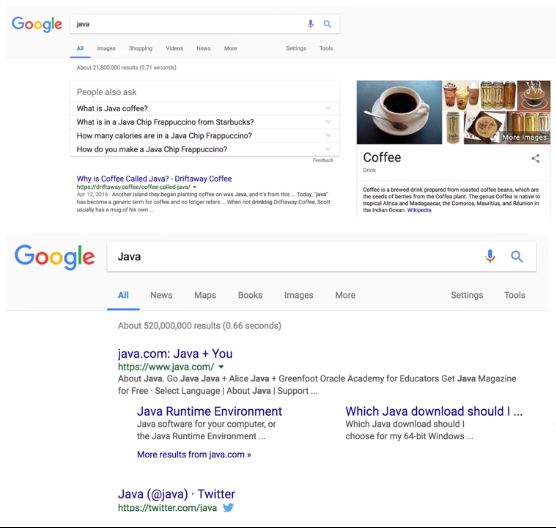 Google
java
All Images Shopping Videos News More Settings Tools
About 21,800,000 results (0.71 seconds)
People also ask
What is Java coffee?
What is in a Java Chip Frappuccino from Starbucks?
How many calories are in a Java Chip Frappuccino?
How do you make a Java Chip Frappuccino?
Feedback
Why is Coffee Called Java? - Driftaway Coffee
https://driftaway.coffee/coffee-called-java/
Apr 12, 2016 - Another island they began planting coffee on was Java, and it's from this ... Today, "java"
has become a generic term for coffee and no longer refers ... When not drinking Driftaway Coffee, Scott
usually has a mug of his own ...
More images
Coffee
Drink
Coffee is a brewed drink prepared from roasted coffee beans, which are
the seeds of berries from the Coffea plant. The genus Coffea is native to
tropical Africa and Madagascar, the Comoros, Mauritius, and Réunion in
the Indian Ocean. Wikipedia
Google
Java
All News Maps Books Images More Settings Tools
About 520,000,000 results (0.66 seconds)
java.com: Java + You
https://www.java.com/
About Java. Go Java Java + Alice Java + Greenfoot Oracle Academy for Educators Get Java Magazine
for Free · Select Language | About Java | Support ...
Java Runtime Environment
Java software for your computer, or
the Java Runtime Environment ...
Which Java download should I ...
Which Java download should I
choose for my 64-bit Windows ...
More results from java.com »
Java (@java) · Twitter
https://twitter.com/java